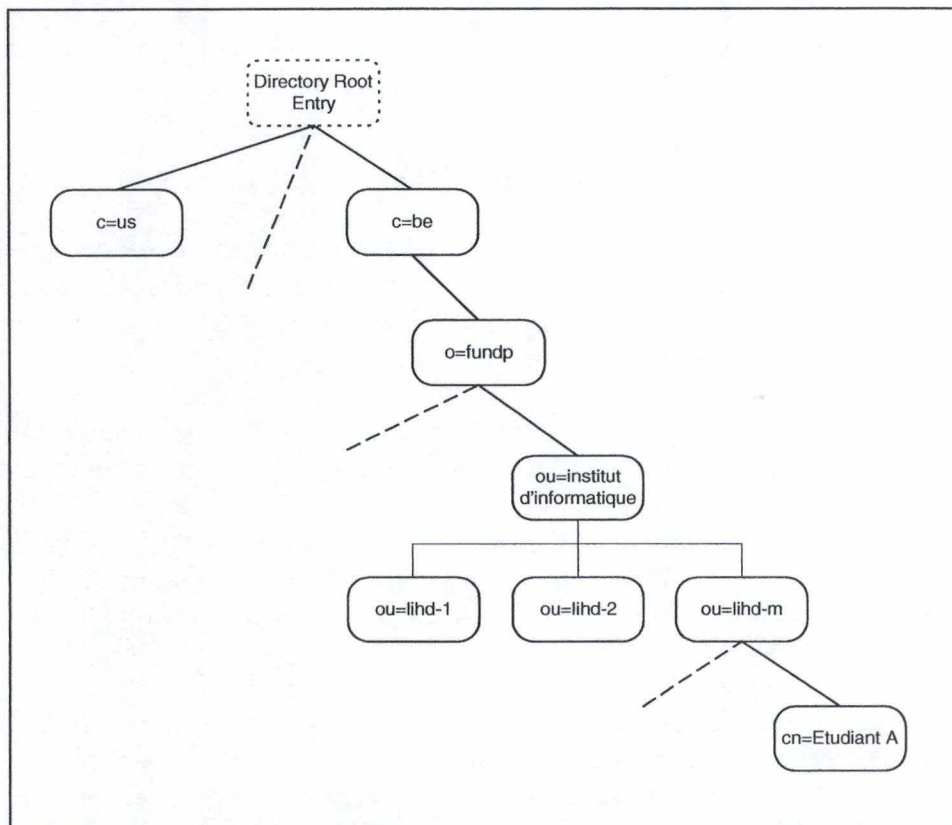 Directory Root
Entry
c=us
c=be
o=fundp
ou=institut
d'informatique
ou=lihd-1
ou=lihd-2
ou=lihd-m
cn=Etudiant A